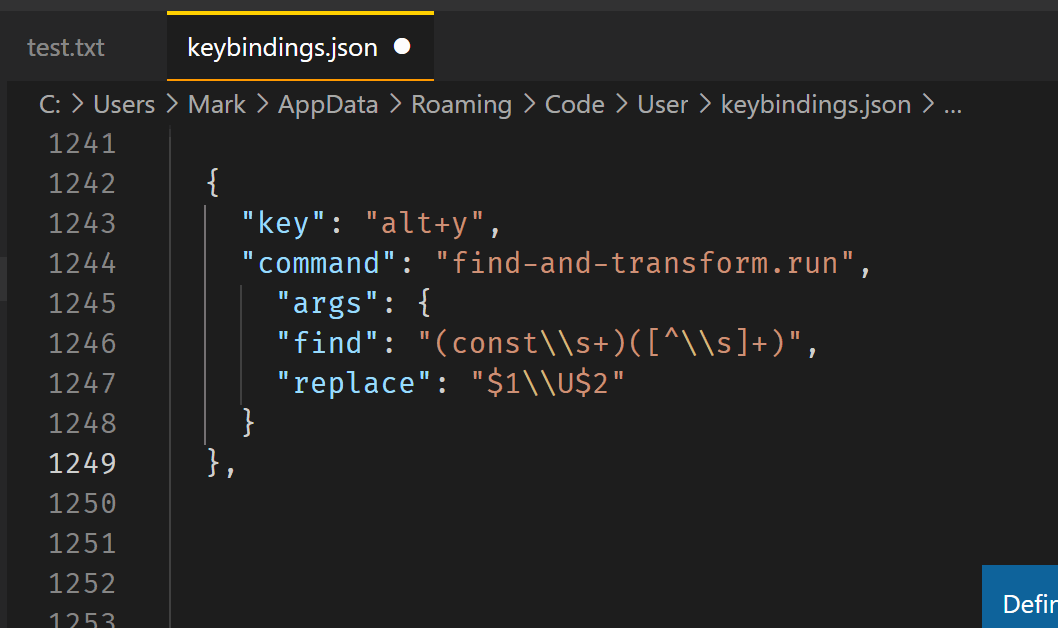 test.txt keybindings.json
C: > Users > Mark > AppData > Roaming > Code > User > keybindings.json > ...
1241
1242 {
1243 "key": "alt+y",
1244 "command": "find-and-transform.run",
1245 "args": {
1246 "find": "(const\\s+)([^\\s]+)",
1247 "replace": "$1\\U$2"
1248 }
1249 },
1250
1251
1252
1253